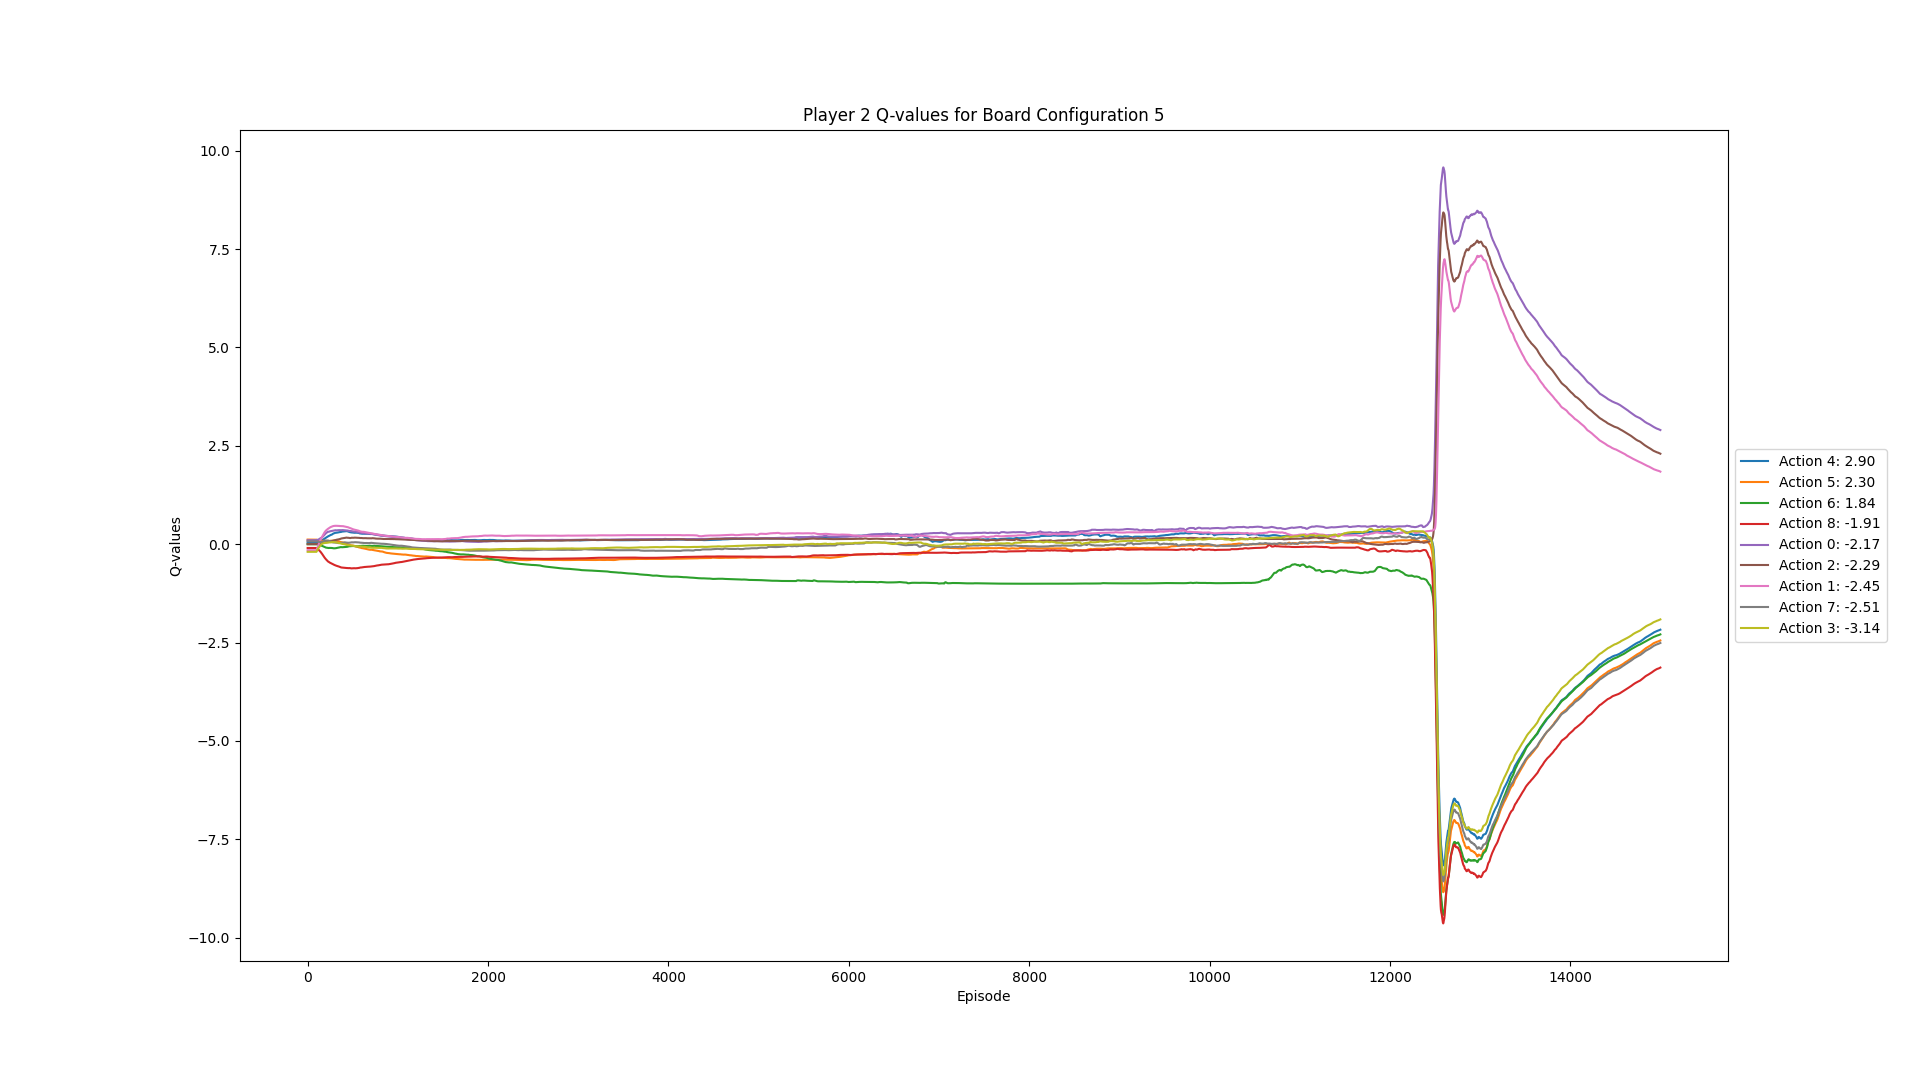 Player 2 Q-values for Board Configuration 5
10.0
7.5
5.0
2.5
0.0
−2.5
−5.0
−7.5
−10.0
Q-values
0 2000 4000 6000 8000 10000 12000 14000
Episode
Action 4: 2.90
Action 5: 2.30
Action 6: 1.84
Action 8: -1.91
Action 0: -2.17
Action 2: -2.29
Action 1: -2.45
Action 7: -2.51
Action 3: -3.14